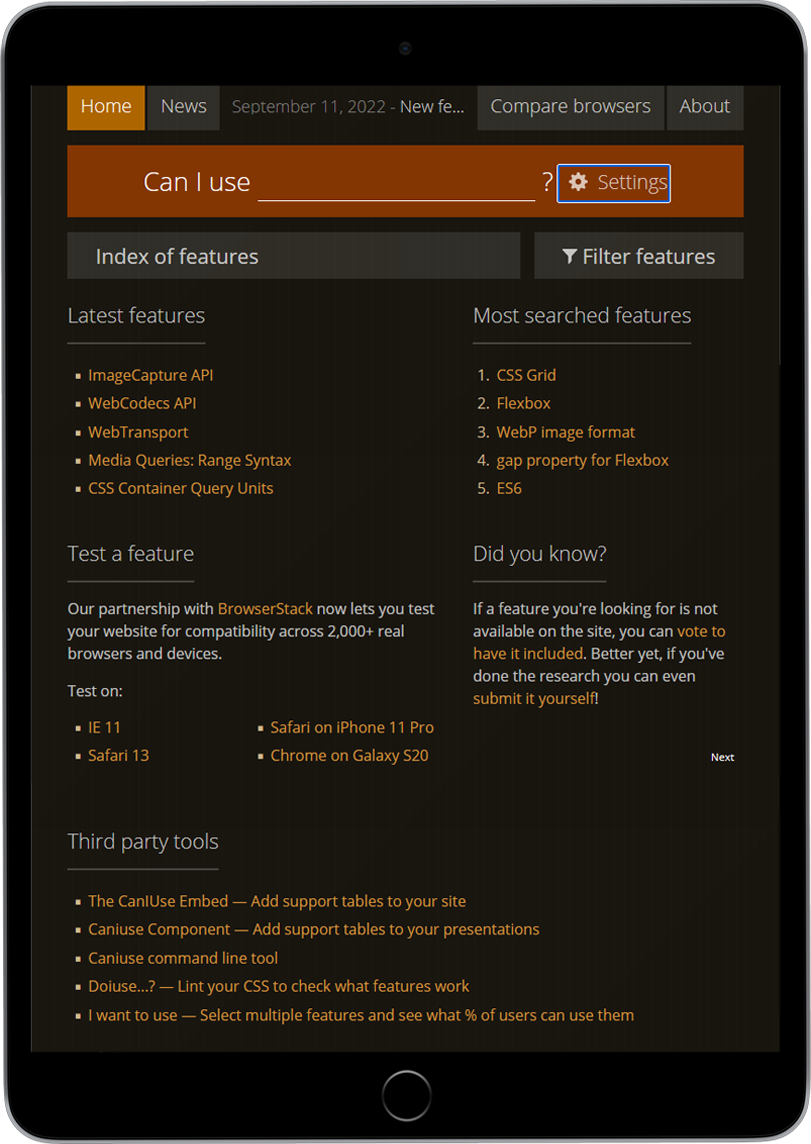 Home News September 11, 2022 - New fe... Compare browsers About
Can I use ? Settings
Index of features Filter features
Latest features
ImageCapture API
WebCodecs API
WebTransport
Media Queries: Range Syntax
CSS Container Query Units
Most searched features
1. CSS Grid
2. Flexbox
3. WebP image format
4. gap property for Flexbox
5. ES6
Test a feature
Our partnership with BrowserStack now lets you test
your website for compatibility across 2,000+ real
browsers and devices.
Test on:
IE 11
Safari 13
Safari on iPhone 11 Pro
Chrome on Galaxy S20
Did you know?
If a feature you're looking for is not
available on the site, you can vote to
have it included. Better yet, if you've
done the research you can even
submit it yourself!
Next
Third party tools
The CanIUse Embed — Add support tables to your site
Caniuse Component — Add support tables to your presentations
Caniuse command line tool
Doiuse...? — Lint your CSS to check what features work
I want to use — Select multiple features and see what % of users can use them